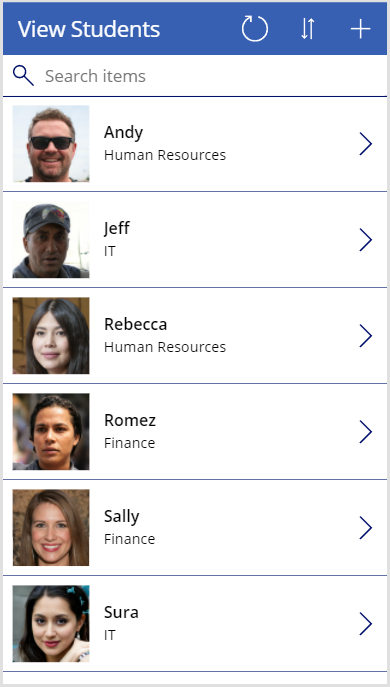 View Students
Search items
Andy
Human Resources
Jeff
IT
Rebecca
Human Resources
Romez
Finance
Sally
Finance
Sura
IT